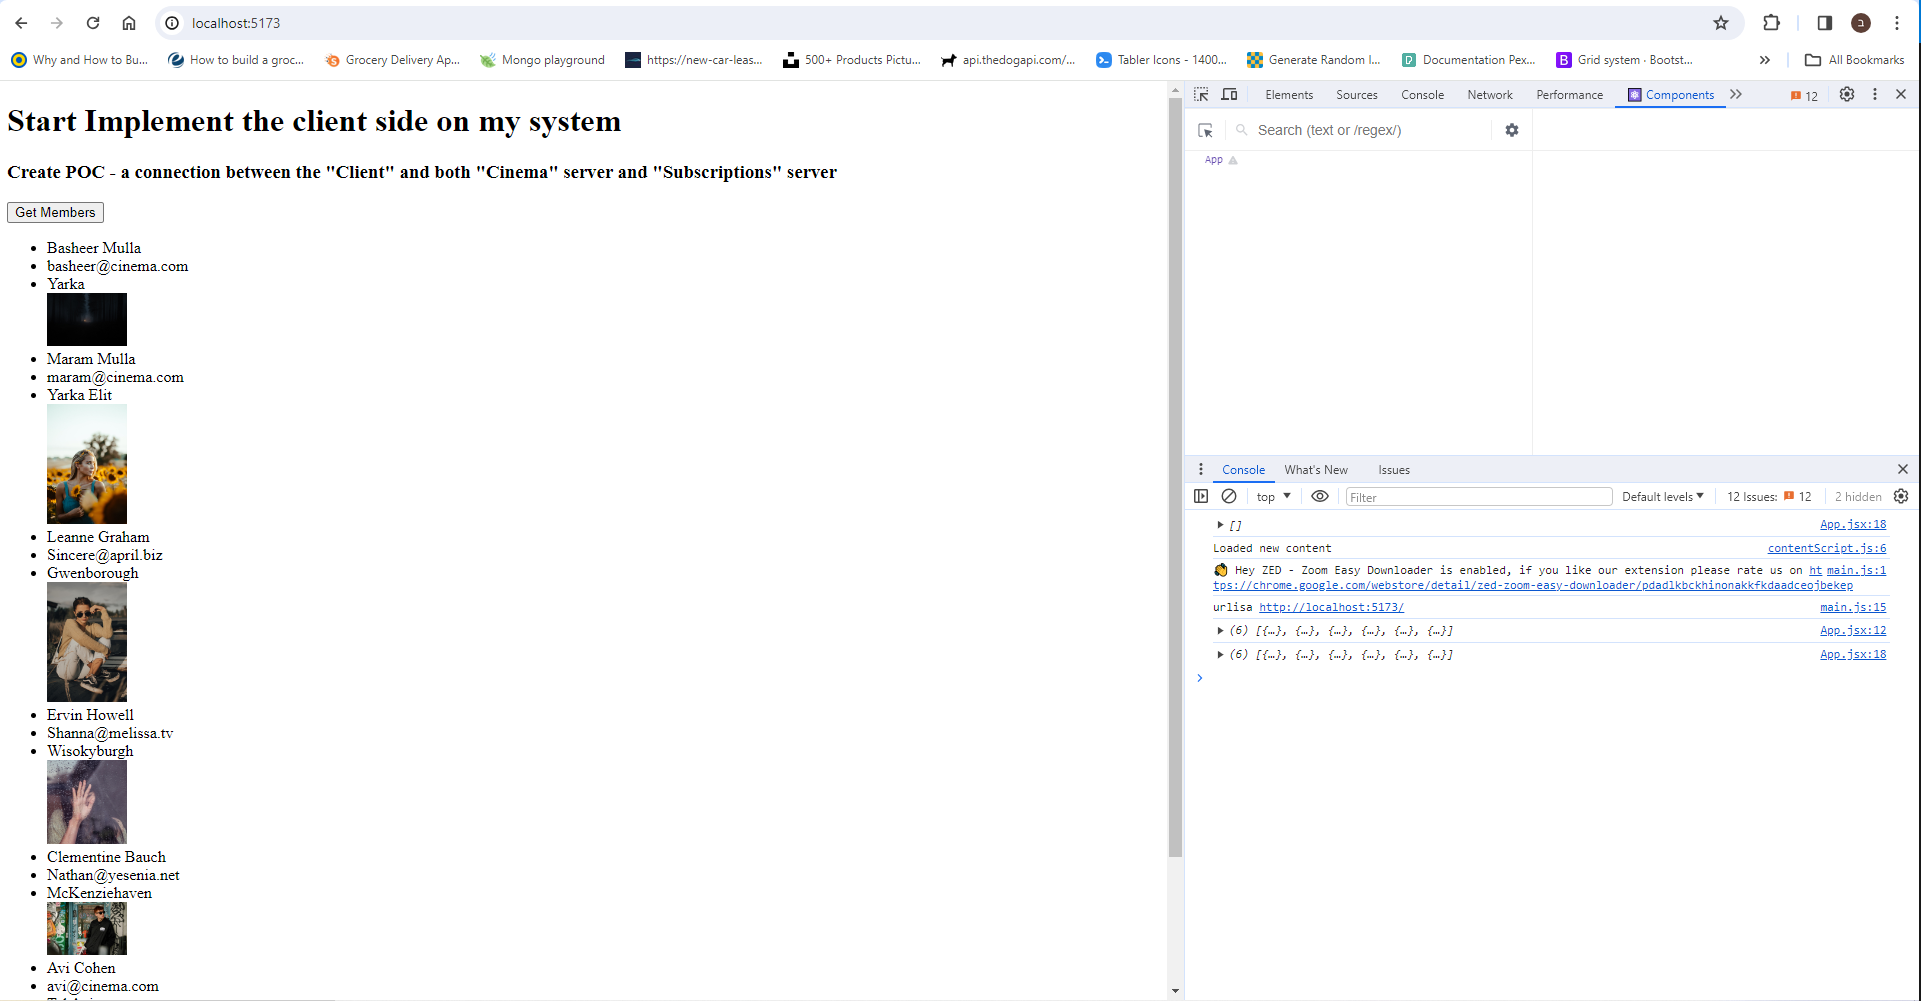 localhost:5173
ב
Why and How to Bu...
How to build a groc...
Grocery Delivery Ap...
Mongo playground
https://new-car-leas...
500+ Products Pictu...
api.thedogapi.com/...
Tabler Icons - 1400...
Generate Random I...
Documentation Pex...
Grid system · Bootst...
All Bookmarks
Start Implement the client side on my system
Create POC - a connection between the "Client" and both "Cinema" server and "Subscriptions" server
Get Members
Basheer Mulla
basheer@cinema.com
Yarka
Maram Mulla
maram@cinema.com
Yarka Elit
Leanne Graham
Sincere@april.biz
Gwenborough
Ervin Howell
Shanna@melissa.tv
Wisokyburgh
Clementine Bauch
Nathan@yesenia.net
McKenziehaven
Avi Cohen
avi@cinema.com
Elements Sources Console Network Performance Components 12
Search (text or /regex/)
App
Console What's New Issues
top Filter Default levels 12 Issues: 12 2 hidden
[] App.jsx:18
Loaded new content contentScript.js:6
Hey ZED - Zoom Easy Downloader is enabled, if you like our extension please rate us on ht main.js:1
tps://chrome.google.com/webstore/detail/zed-zoom-easy-downloader/pdadlkbckhinonakkfkdaadceojbekep
urlisa http://localhost:5173/ main.js:15
(6) [{…}, {…}, {…}, {…}, {…}, {…}] App.jsx:12
(6) [{…}, {…}, {…}, {…}, {…}, {…}] App.jsx:18